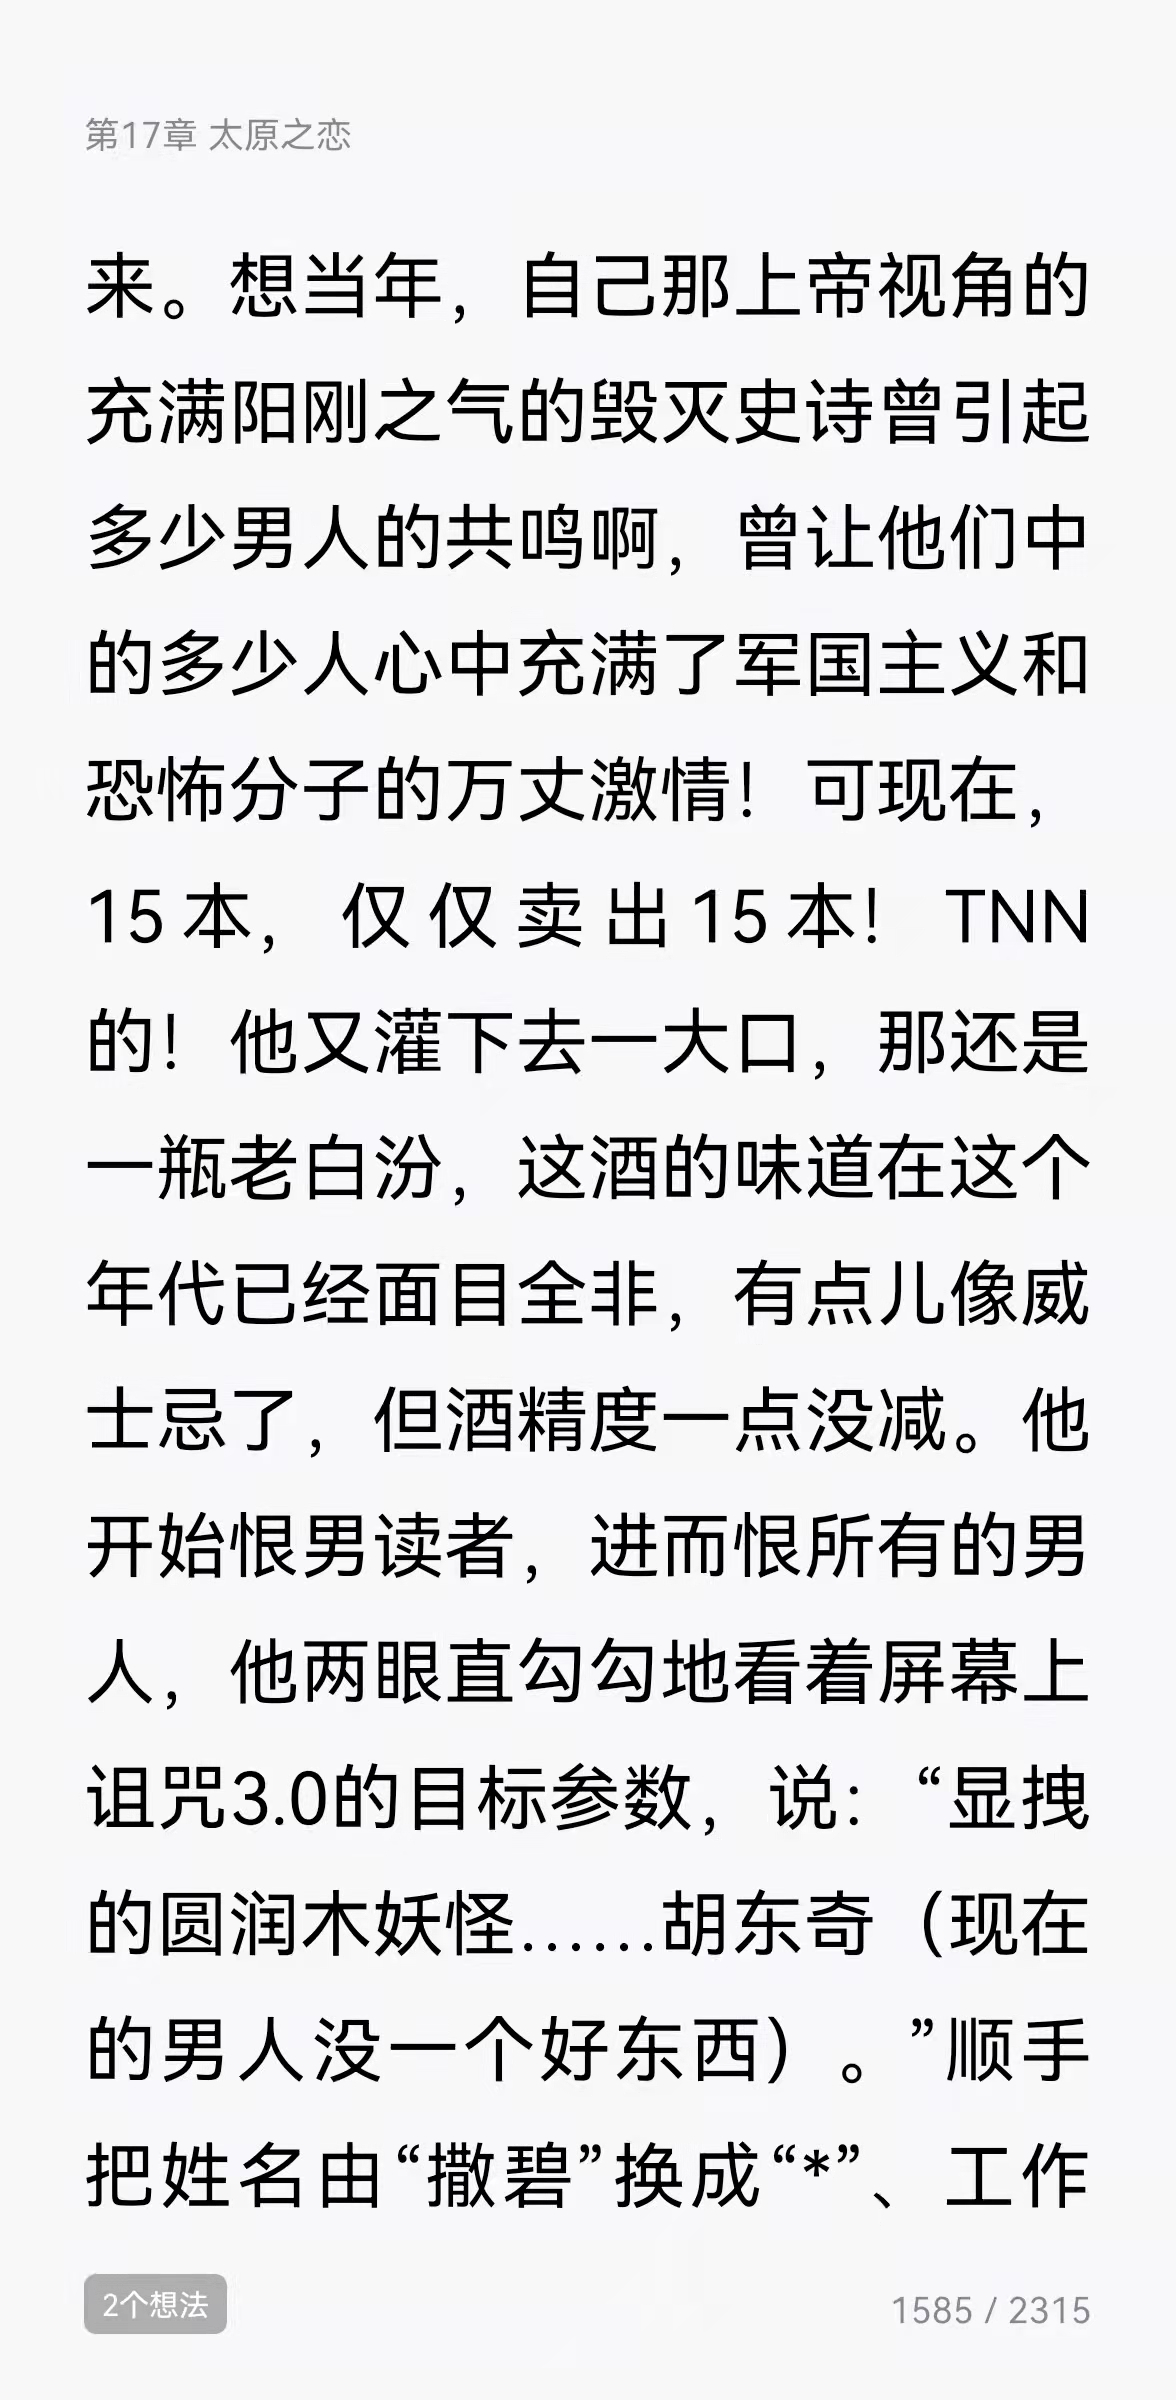 第17章 太原之恋
来。想当年，自己那上帝视角的
充满阳刚之气的毁灭史诗曾引起
多少男人的共鸣啊，曾让他们中
的多少人心中充满了军国主义和
恐怖分子的万丈激情！可现在，
15本，仅仅卖出15本！TNN
的！他又灌下去一大口，那还是
一瓶老白汾，这酒的味道在这个
年代已经面目全非，有点儿像威
士忌了，但酒精度一点没减。他
开始恨男读者，进而恨所有的男
人，他两眼直勾勾地看着屏幕上
诅咒3.0的目标参数，说：“显拽
的圆润木妖怪……胡东奇（现在
的男人没一个好东西）。”顺手
把姓名由“撒碧”换成“*”、工作
2个想法
1585 / 2315